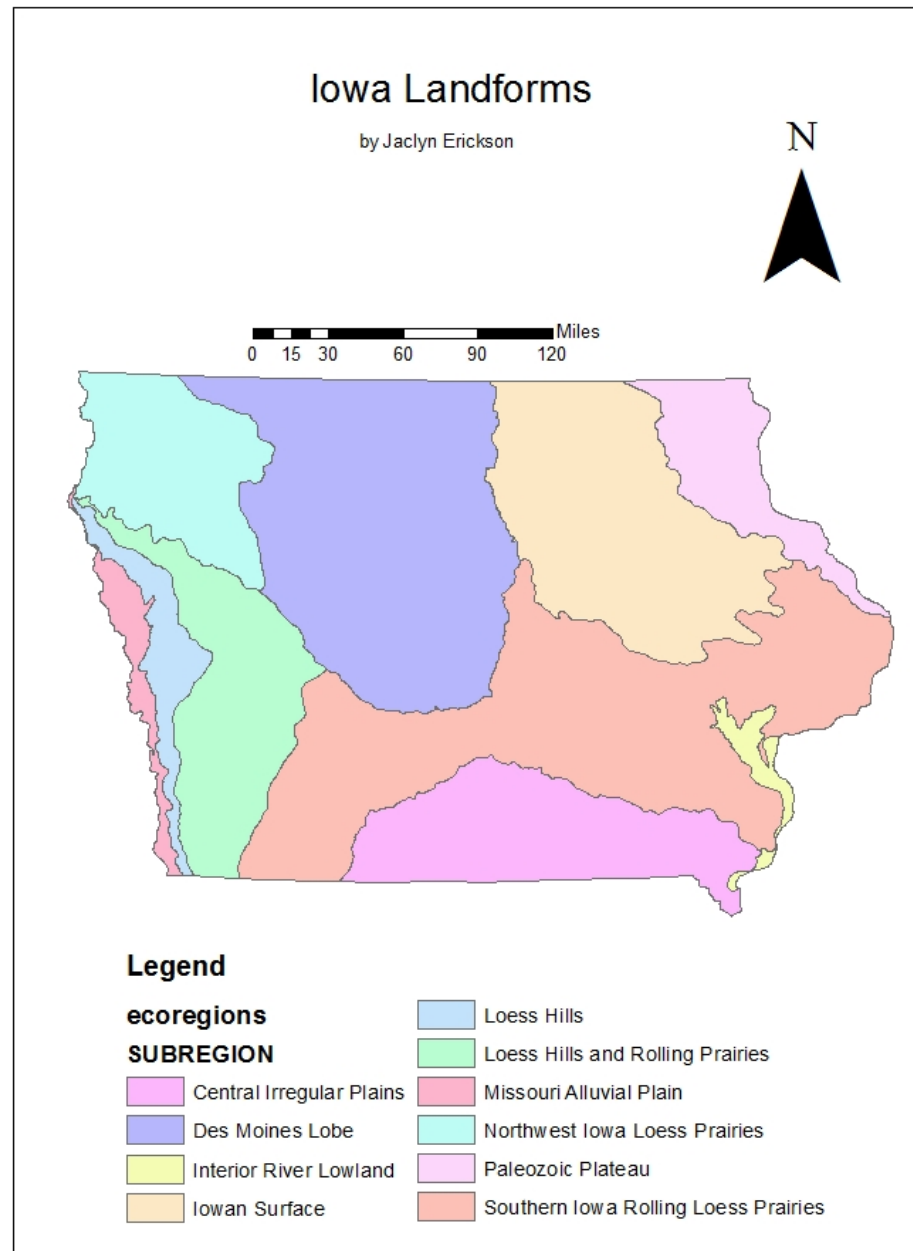 Iowa Landforms
by Jaclyn Erickson
N
Miles
0 15 30 60 90 120
Legend
ecoregions
SUBREGION
Central Irregular Plains
Des Moines Lobe
Interior River Lowland
Iowan Surface
Loess Hills
Loess Hills and Rolling Prairies
Missouri Alluvial Plain
Northwest Iowa Loess Prairies
Paleozoic Plateau
Southern Iowa Rolling Loess Prairies